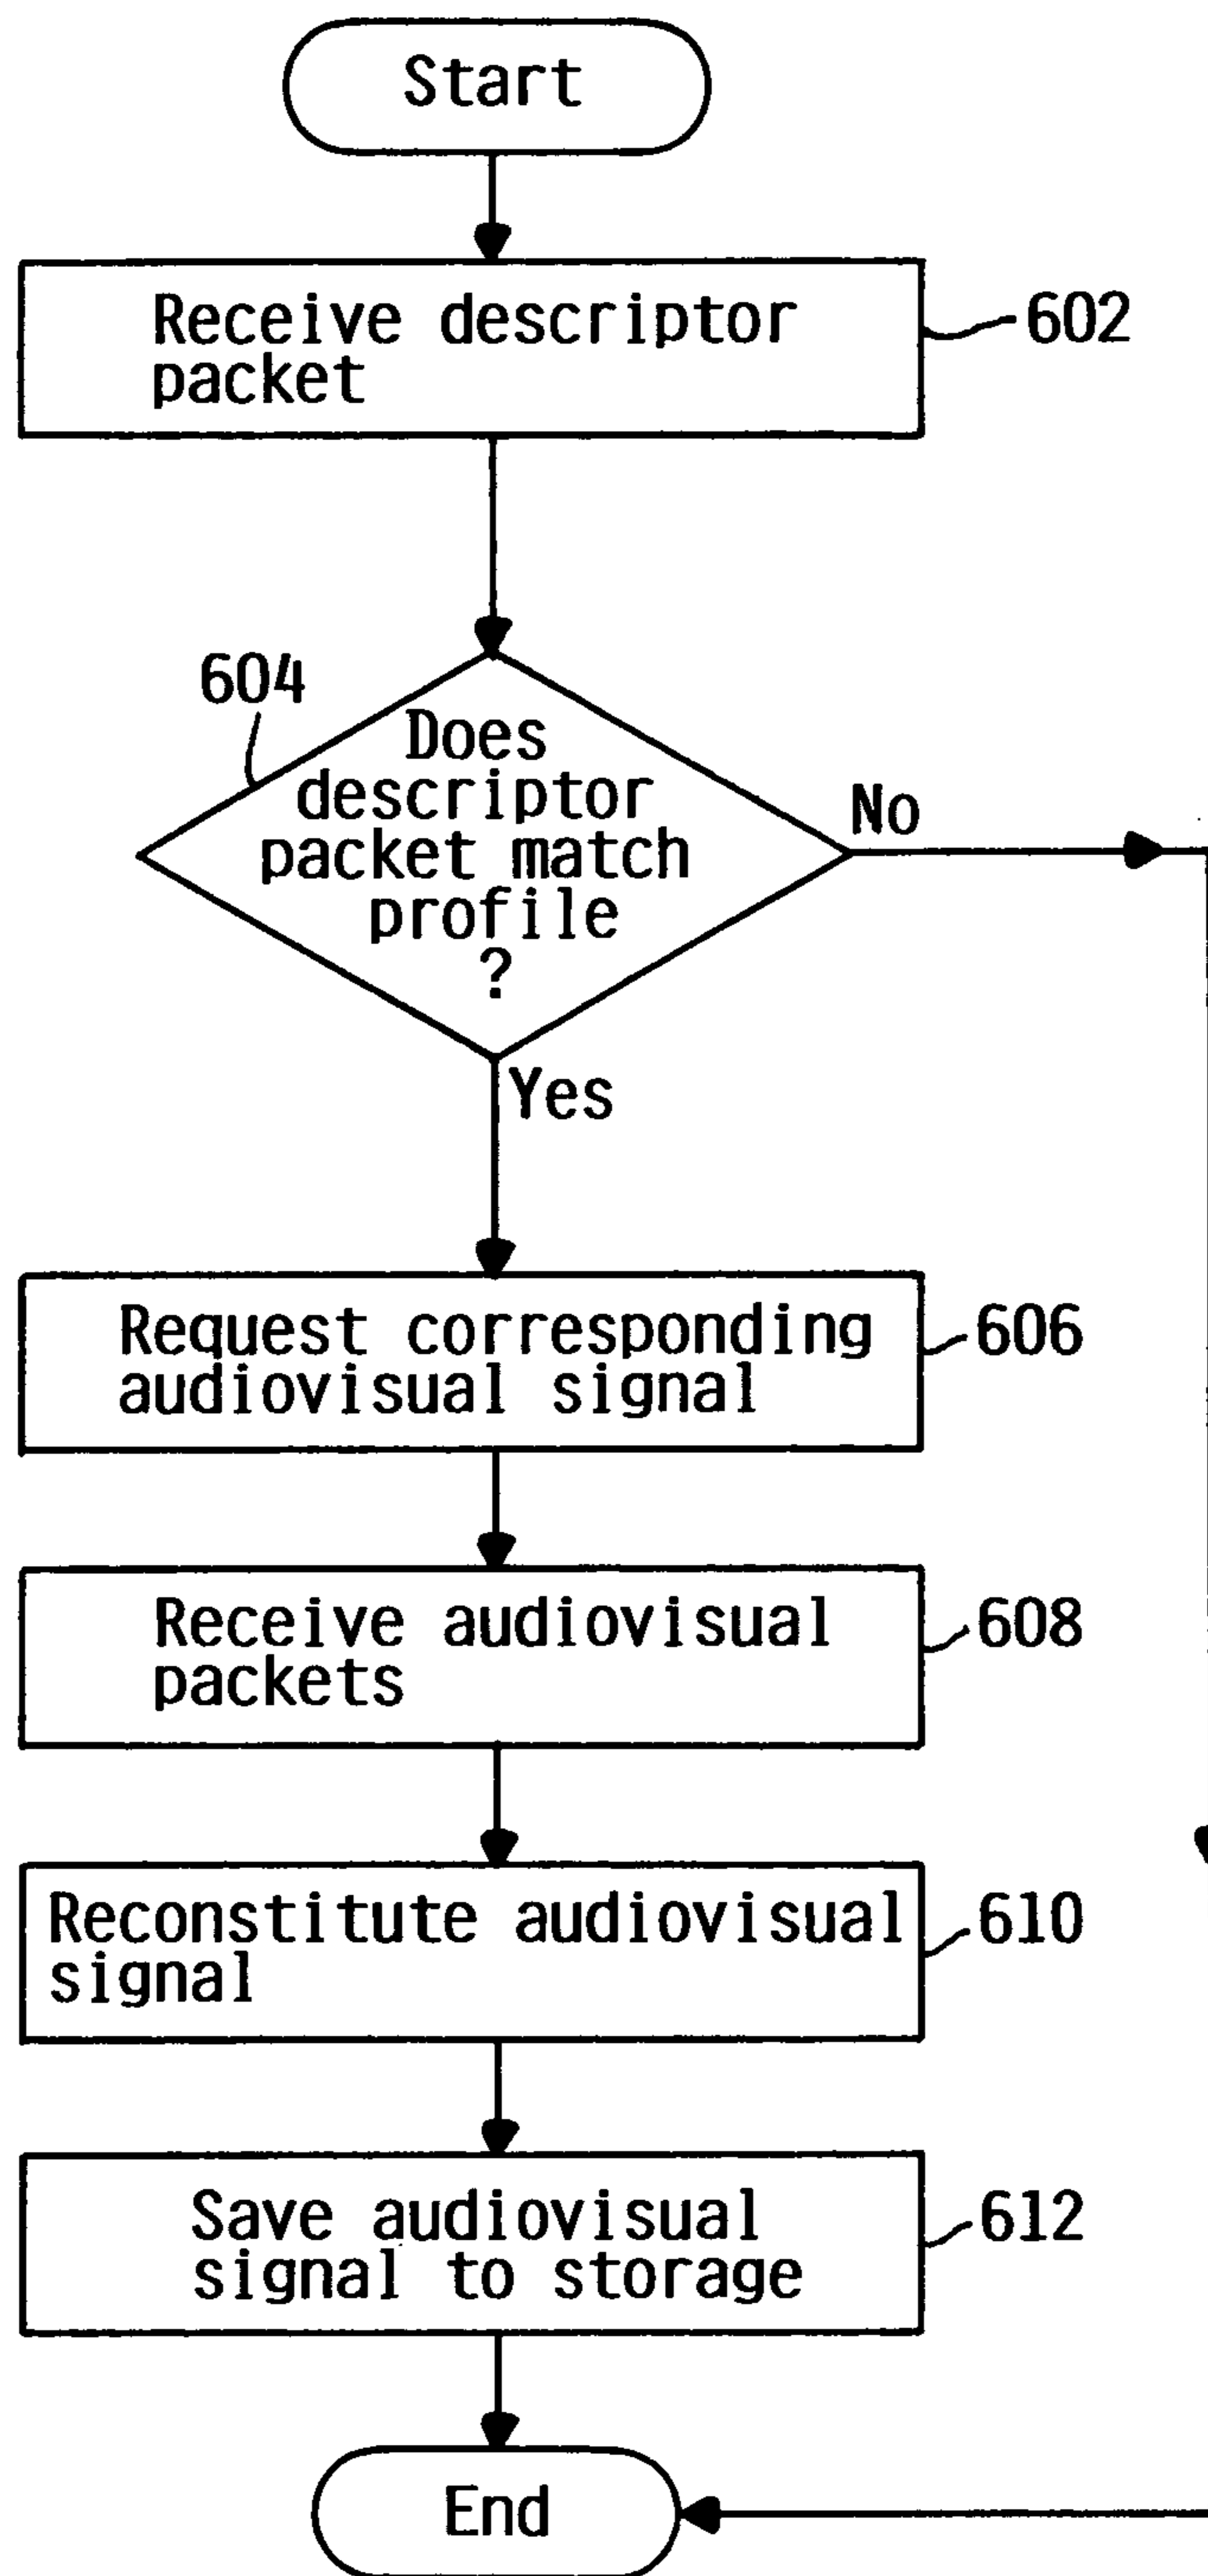 Start
Receive descriptor
packet
602
604
Does
descriptor
packet match
profile
?
No
Yes
Request corresponding
audiovisual signal
606
Receive audiovisual
packets
608
Reconstitute audiovisual
signal
610
Save audiovisual
signal to storage
612
End